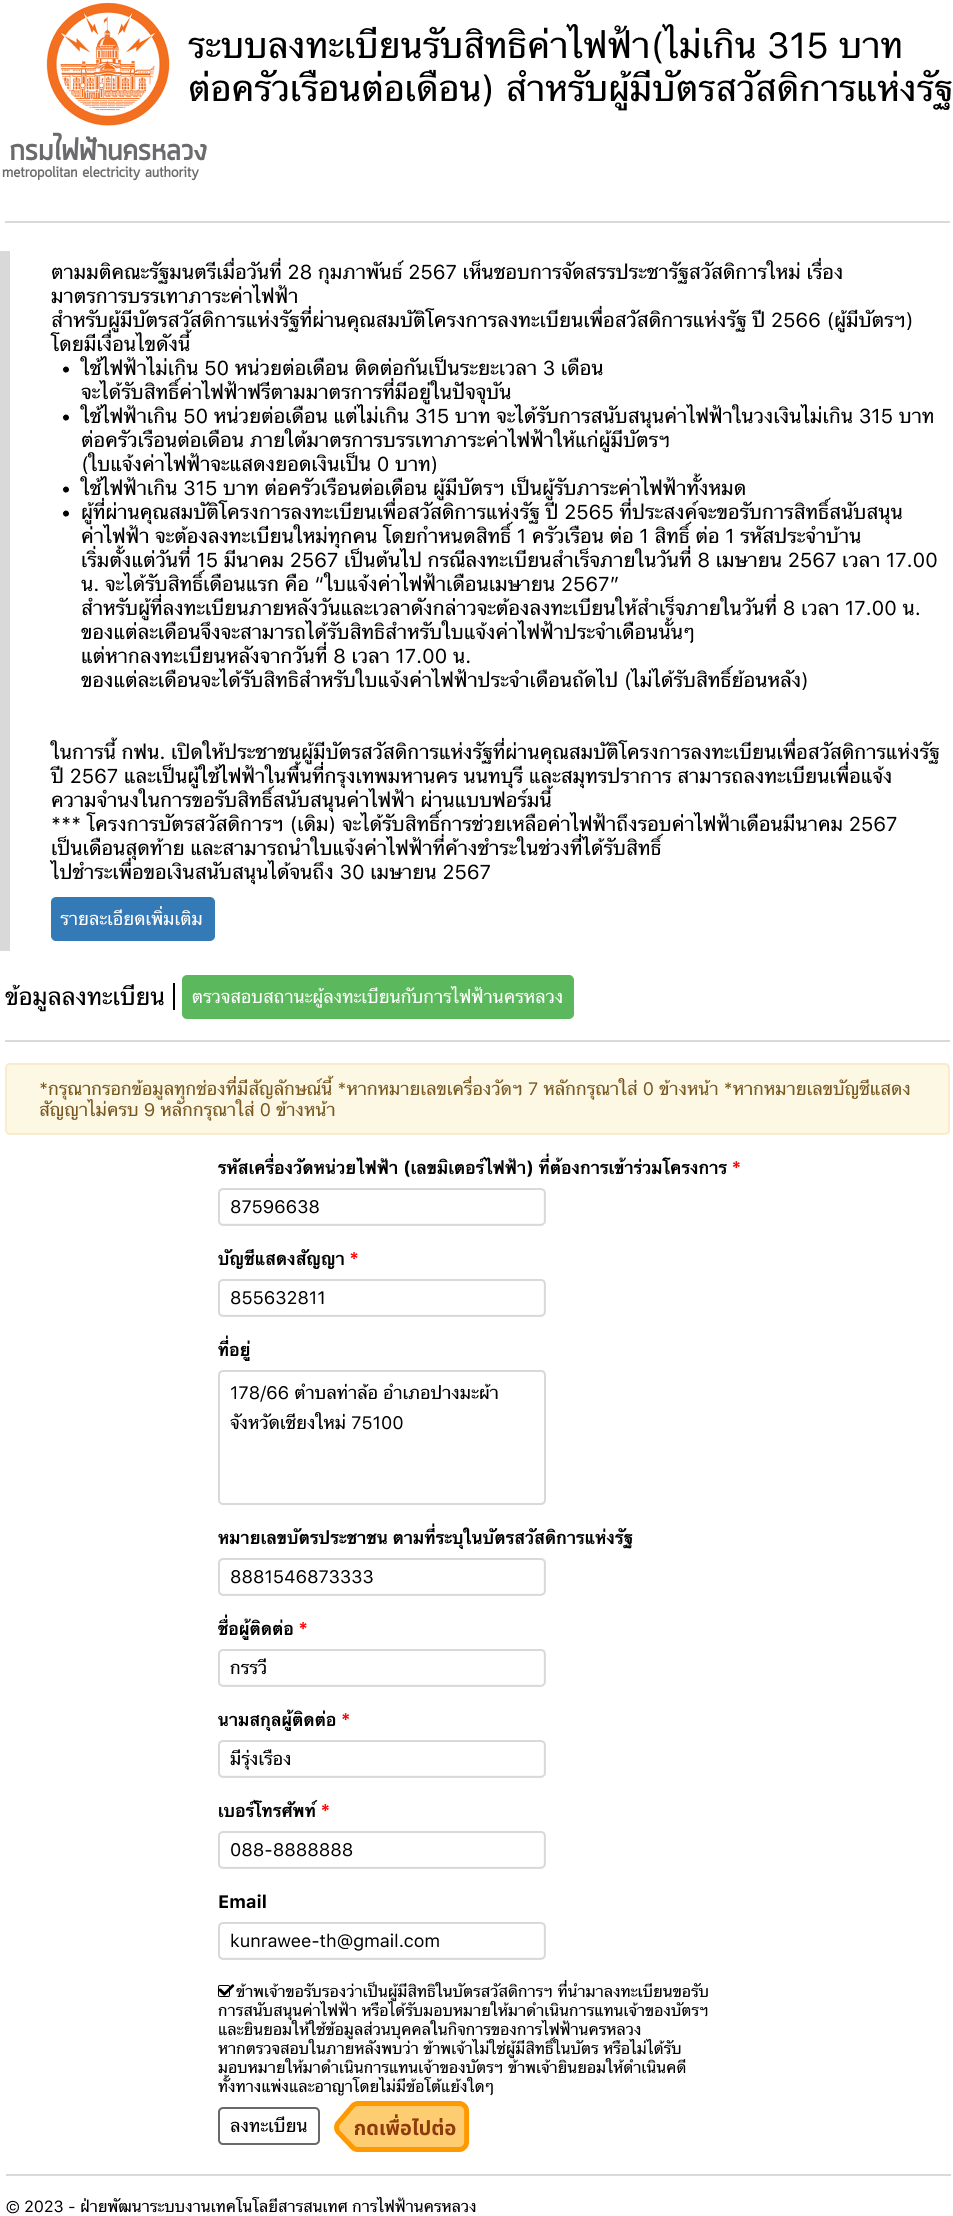 ระบบลงทะเบียนรับสิทธิค่าไฟฟ้า(ไม่เกิน 315 บาท
ต่อครัวเรือนต่อเดือน) สำหรับผู้มีบัตรสวัสดิการแห่งรัฐ
กรมไฟฟ้านครหลวง
metropolitan electricity authority
ตามมติคณะรัฐมนตรีเมื่อวันที่ 28 กุมภาพันธ์ 2567 เห็นชอบการจัดสรรประชารัฐสวัสดิการใหม่ เรื่อง
มาตรการบรรเทาภาระค่าไฟฟ้า
สำหรับผู้มีบัตรสวัสดิการแห่งรัฐที่ผ่านคุณสมบัติโครงการลงทะเบียนเพื่อสวัสดิการแห่งรัฐ ปี 2566 (ผู้มีบัตรฯ)
โดยมีเงื่อนไขดังนี้
• ใช้ไฟฟ้าไม่เกิน 50 หน่วยต่อเดือน ติดต่อกันเป็นระยะเวลา 3 เดือน
จะได้รับสิทธิ์ค่าไฟฟ้าฟรีตามมาตรการที่มีอยู่ในปัจจุบัน
• ใช้ไฟฟ้าเกิน 50 หน่วยต่อเดือน แต่ไม่เกิน 315 บาท จะได้รับการสนับสนุนค่าไฟฟ้าในวงเงินไม่เกิน 315 บาท
ต่อครัวเรือนต่อเดือน ภายใต้มาตรการบรรเทาภาระค่าไฟฟ้าให้แก่ผู้มีบัตรฯ
(ใบแจ้งค่าไฟฟ้าจะแสดงยอดเงินเป็น 0 บาท)
• ใช้ไฟฟ้าเกิน 315 บาท ต่อครัวเรือนต่อเดือน ผู้มีบัตรฯ เป็นผู้รับภาระค่าไฟฟ้าทั้งหมด
• ผู้ที่ผ่านคุณสมบัติโครงการลงทะเบียนเพื่อสวัสดิการแห่งรัฐ ปี 2565 ที่ประสงค์จะขอรับการสิทธิ์สนับสนุน
ค่าไฟฟ้า จะต้องลงทะเบียนใหม่ทุกคน โดยกำหนดสิทธิ์ 1 ครัวเรือน ต่อ 1 สิทธิ์ ต่อ 1 รหัสประจำบ้าน
เริ่มตั้งแต่วันที่ 15 มีนาคม 2567 เป็นต้นไป กรณีลงทะเบียนสำเร็จภายในวันที่ 8 เมษายน 2567 เวลา 17.00
น. จะได้รับสิทธิ์เดือนแรก คือ “ใบแจ้งค่าไฟฟ้าเดือนเมษายน 2567”
สำหรับผู้ที่ลงทะเบียนภายหลังวันและเวลาดังกล่าวจะต้องลงทะเบียนให้สำเร็จภายในวันที่ 8 เวลา 17.00 น.
ของแต่ละเดือนจึงจะสามารถได้รับสิทธิสำหรับใบแจ้งค่าไฟฟ้าประจำเดือนนั้นๆ
แต่หากลงทะเบียนหลังจากวันที่ 8 เวลา 17.00 น.
ของแต่ละเดือนจะได้รับสิทธิสำหรับใบแจ้งค่าไฟฟ้าประจำเดือนถัดไป (ไม่ได้รับสิทธิ์ย้อนหลัง)
ในการนี้ กฟน. เปิดให้ประชาชนผู้มีบัตรสวัสดิการแห่งรัฐที่ผ่านคุณสมบัติโครงการลงทะเบียนเพื่อสวัสดิการแห่งรัฐ
ปี 2567 และเป็นผู้ใช้ไฟฟ้าในพื้นที่กรุงเทพมหานคร นนทบุรี และสมุทรปราการ สามารถลงทะเบียนเพื่อแจ้ง
ความจำนงในการขอรับสิทธิ์สนับสนุนค่าไฟฟ้า ผ่านแบบฟอร์มนี้
*** โครงการบัตรสวัสดิการฯ (เดิม) จะได้รับสิทธิ์การช่วยเหลือค่าไฟฟ้าถึงรอบค่าไฟฟ้าเดือนมีนาคม 2567
เป็นเดือนสุดท้าย และสามารถนำใบแจ้งค่าไฟฟ้าที่ค้างชำระในช่วงที่ได้รับสิทธิ์
ไปชำระเพื่อขอเงินสนับสนุนได้จนถึง 30 เมษายน 2567
รายละเอียดเพิ่มเติม
ข้อมูลลงทะเบียน | ตรวจสอบสถานะผู้ลงทะเบียนกับการไฟฟ้านครหลวง
*กรุณากรอกข้อมูลทุกช่องที่มีสัญลักษณ์นี้ *หากหมายเลขเครื่องวัดฯ 7 หลักกรุณาใส่ 0 ข้างหน้า *หากหมายเลขบัญชีแสดง
สัญญาไม่ครบ 9 หลักกรุณาใส่ 0 ข้างหน้า
รหัสเครื่องวัดหน่วยไฟฟ้า (เลขมิเตอร์ไฟฟ้า) ที่ต้องการเข้าร่วมโครงการ *
87596638
บัญชีแสดงสัญญา *
855632811
ที่อยู่
178/66 ตำบลท่าล้อ อำเภอปางมะผ้า
จังหวัดเชียงใหม่ 75100
หมายเลขบัตรประชาชน ตามที่ระบุในบัตรสวัสดิการแห่งรัฐ
8881546873333
ชื่อผู้ติดต่อ *
กรรวี
นามสกุลผู้ติดต่อ *
มีรุ่งเรือง
เบอร์โทรศัพท์ *
088-8888888
Email
kunrawee-th@gmail.com
ข้าพเจ้าขอรับรองว่าเป็นผู้มีสิทธิในบัตรสวัสดิการฯ ที่นำมาลงทะเบียนขอรับ
การสนับสนุนค่าไฟฟ้า หรือได้รับมอบหมายให้มาดำเนินการแทนเจ้าของบัตรฯ
และยินยอมให้ใช้ข้อมูลส่วนบุคคลในกิจการของการไฟฟ้านครหลวง
หากตรวจสอบในภายหลังพบว่า ข้าพเจ้าไม่ใช่ผู้มีสิทธิ์ในบัตร หรือไม่ได้รับ
มอบหมายให้มาดำเนินการแทนเจ้าของบัตรฯ ข้าพเจ้ายินยอมให้ดำเนินคดี
ทั้งทางแพ่งและอาญาโดยไม่มีข้อโต้แย้งใดๆ
ลงทะเบียน กดเพื่อไปต่อ
© 2023 - ฝ่ายพัฒนาระบบงานเทคโนโลยีสารสนเทศ การไฟฟ้านครหลวง